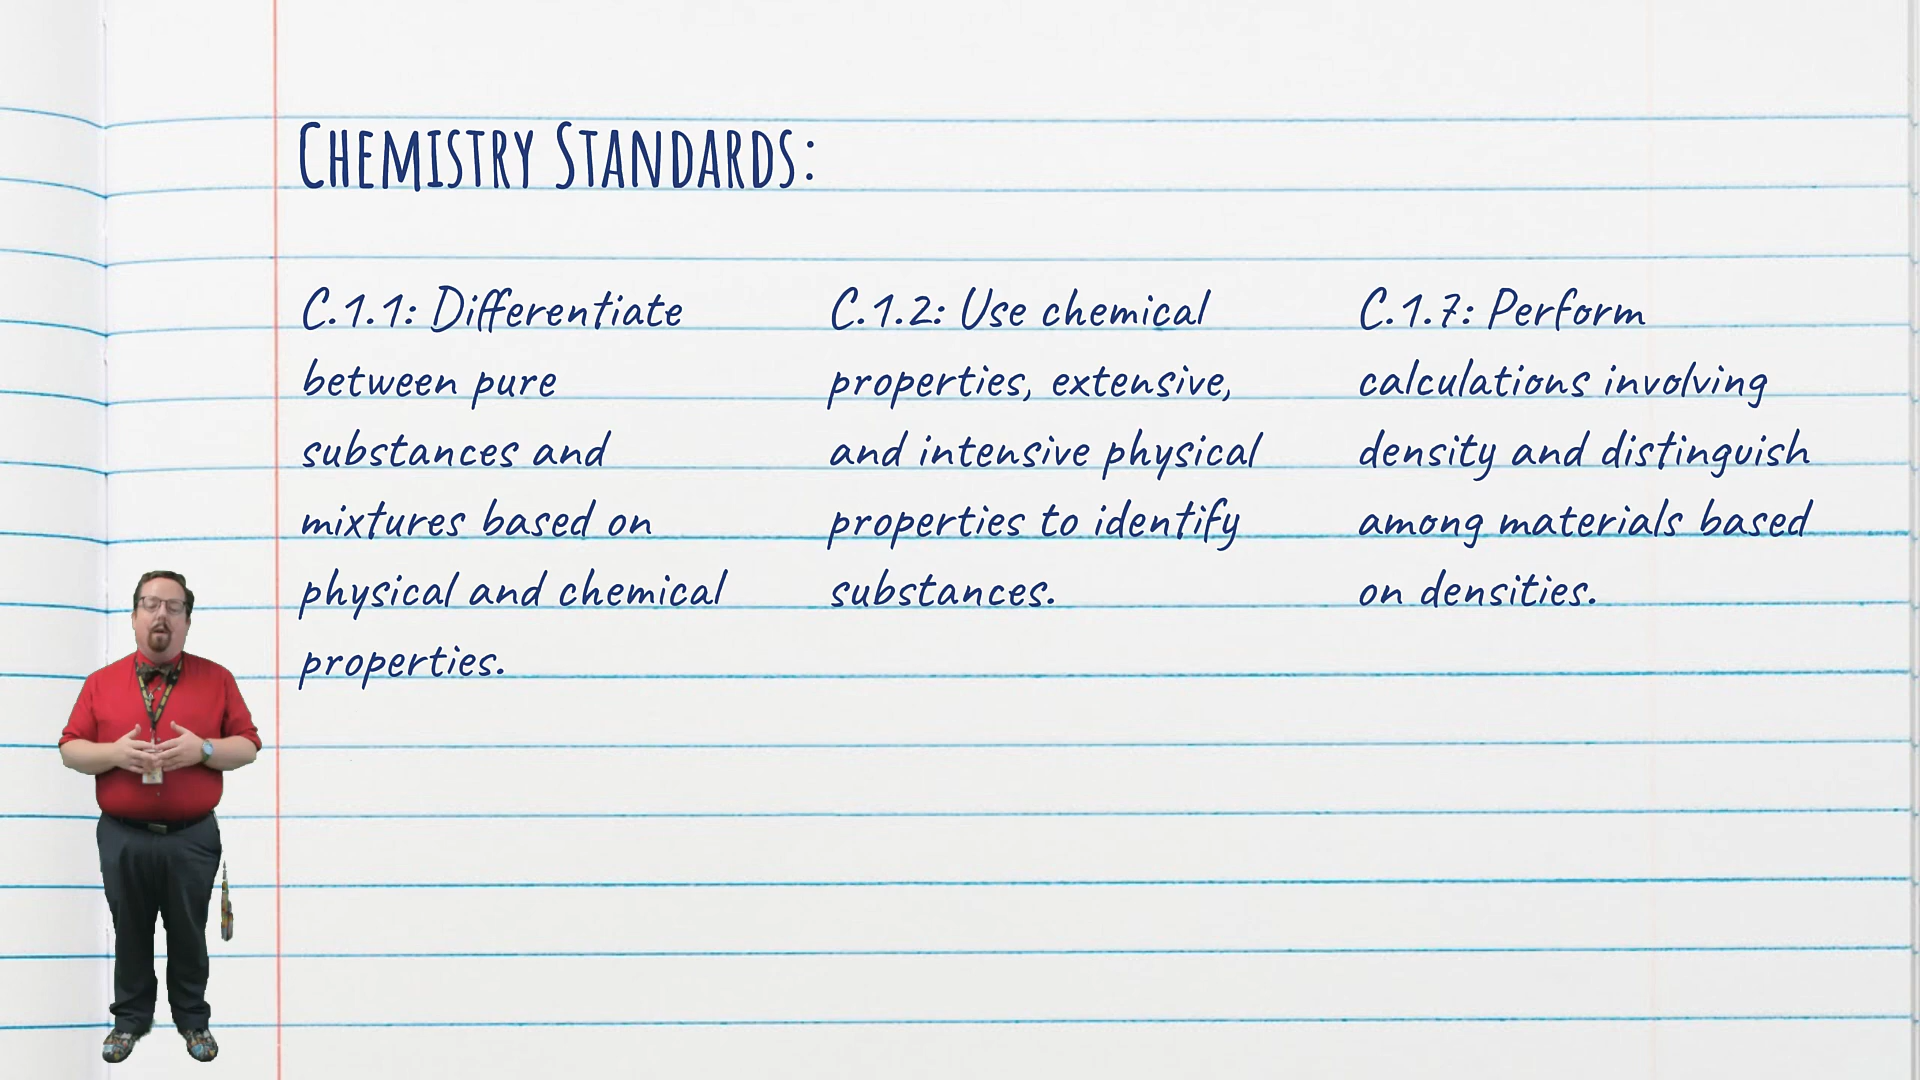 CHEMISTRY STANDARDS:
C.1.1: Differentiate
between pure
substances and
mixtures based on
physical and chemical
properties.
C.1.2: Use chemical
properties, extensive,
and intensive physical
properties to identify
substances.
C.1.7: Perform
calculations involving
density and distinguish
among materials based
on densities.